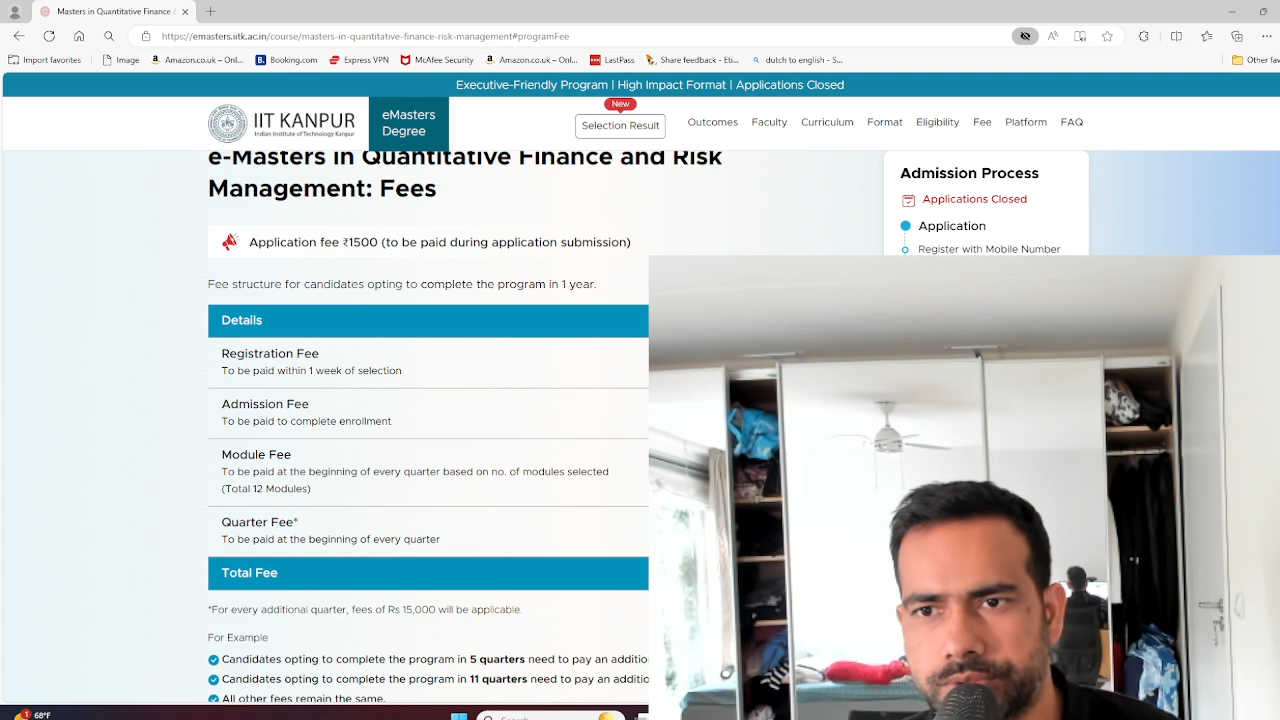 Masters in Quantitative Finance
https://emasters.iitk.ac.in/course/masters-in-quantitative-finance-risk-management#programFee
Import favorites
Image
Amazon.co.uk – Onl...
Booking.com
Express VPN
McAfee Security
Amazon.co.uk – Onl...
LastPass
Share feedback - Eti...
dutch to english - S...
Other fav
Executive-Friendly Program | High Impact Format | Applications Closed
IIT KANPUR
Indian Institute of Technology Kanpur
eMasters
Degree
New
Selection Result
Outcomes
Faculty
Curriculum
Format
Eligibility
Fee
Platform
FAQ
e-Masters in Quantitative Finance and Risk
Management: Fees
Application fee ₹1500 (to be paid during application submission)
Fee structure for candidates opting to complete the program in 1 year.
Details
Registration Fee
To be paid within 1 week of selection
Admission Fee
To be paid to complete enrollment
Module Fee
To be paid at the beginning of every quarter based on no. of modules selected
(Total 12 Modules)
Quarter Fee*
To be paid at the beginning of every quarter
Total Fee
*For every additional quarter, fees of Rs 15,000 will be applicable.
For Example
Candidates opting to complete the program in 5 quarters need to pay an additio
Candidates opting to complete the program in 11 quarters need to pay an additio
All other fees remain the same.
Admission Process
Applications Closed
Application
Register with Mobile Number
1
68°F
Search